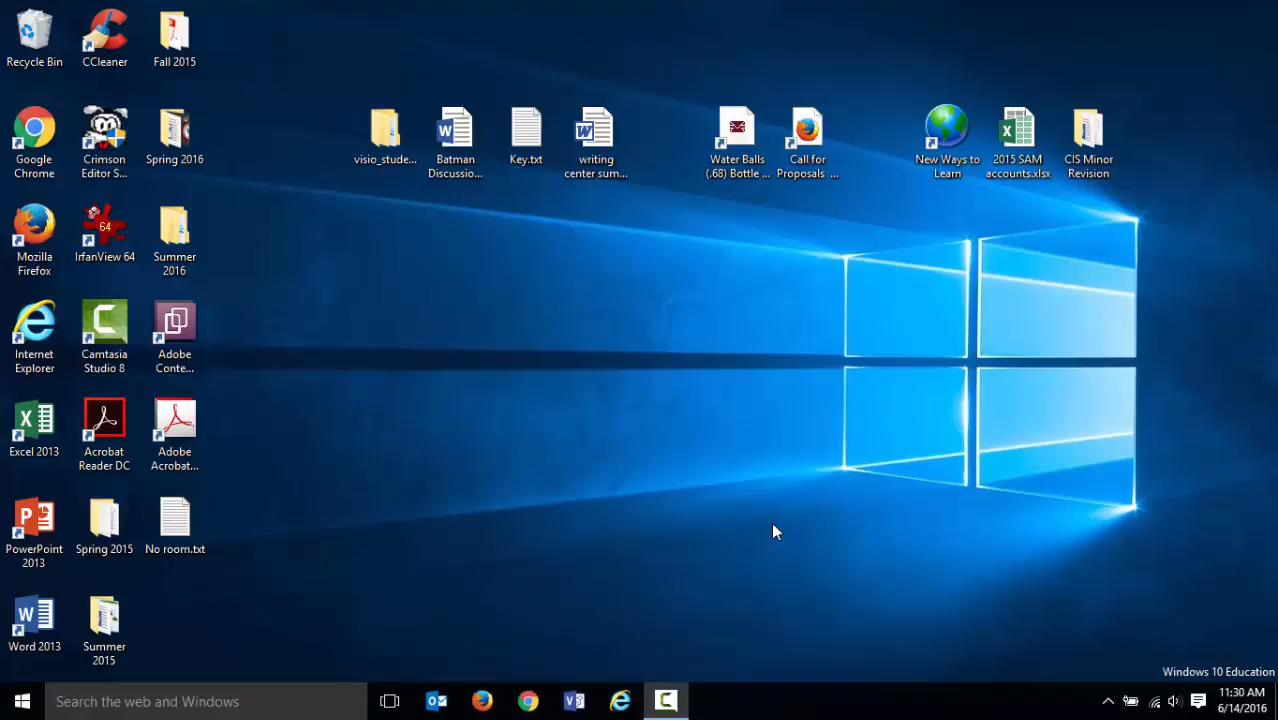 Recycle Bin
CCleaner
Fall 2015
Google
Chrome
Crimson
Editor S...
Spring 2016
visio_stude...
Batman
Discussio...
Key.txt
writing
center sum...
Water Balls
(.68) Bottle ...
Call for
Proposals ...
New Ways to
Learn
2015 SAM
accounts.xlsx
CIS Minor
Revision
Mozilla
Firefox
64
IrfanView 64
Summer
2016
Internet
Explorer
Camtasia
Studio 8
Adobe
Conte...
Excel 2013
Acrobat
Reader DC
Adobe
Acrobat...
PowerPoint
2013
Spring 2015
No room.txt
Word 2013
Summer
2015
Windows 10 Education
Search the web and Windows
11:30 AM
6/14/2016